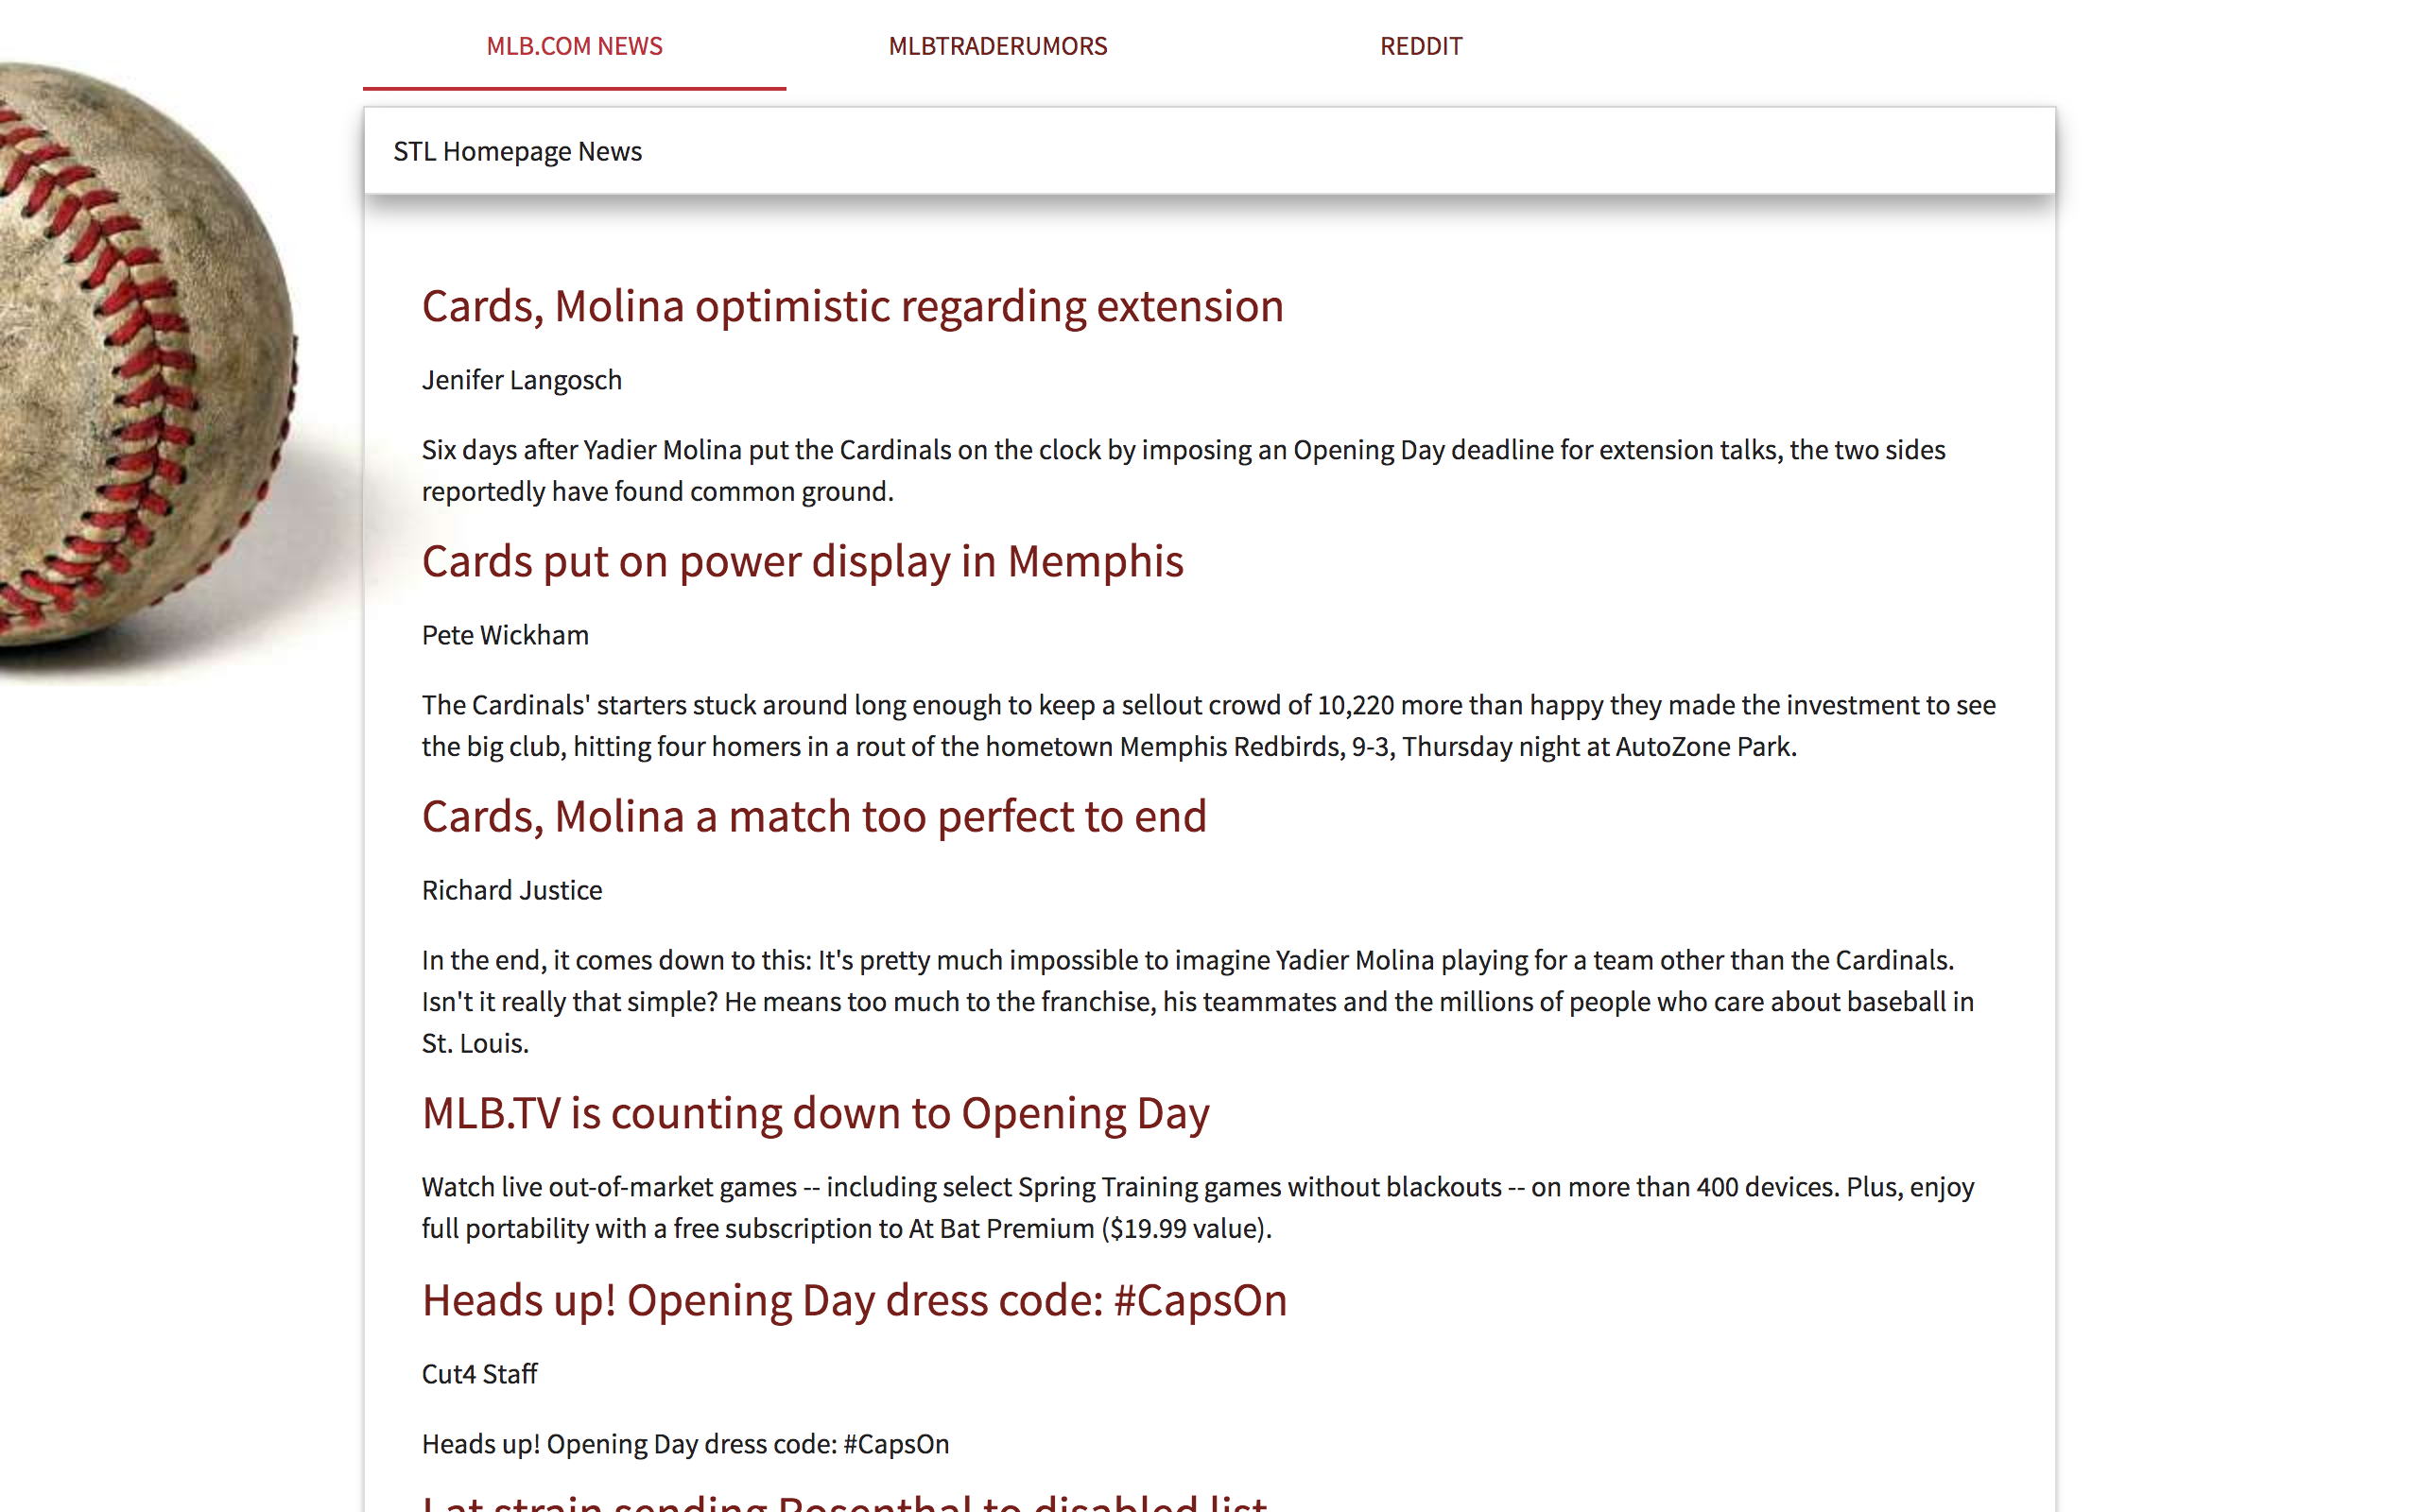 MLB.COM NEWS
MLBTRADERUMORS
REDDIT
STL Homepage News
Cards, Molina optimistic regarding extension
Jenifer Langosch
Six days after Yadier Molina put the Cardinals on the clock by imposing an Opening Day deadline for extension talks, the two sides
reportedly have found common ground.
Cards put on power display in Memphis
Pete Wickham
The Cardinals' starters stuck around long enough to keep a sellout crowd of 10,220 more than happy they made the investment to see
the big club, hitting four homers in a rout of the hometown Memphis Redbirds, 9-3, Thursday night at AutoZone Park.
Cards, Molina a match too perfect to end
Richard Justice
In the end, it comes down to this: It's pretty much impossible to imagine Yadier Molina playing for a team other than the Cardinals.
Isn't it really that simple? He means too much to the franchise, his teammates and the millions of people who care about baseball in
St. Louis.
MLB.TV is counting down to Opening Day
Watch live out-of-market games -- including select Spring Training games without blackouts -- on more than 400 devices. Plus, enjoy
full portability with a free subscription to At Bat Premium ($19.99 value).
Heads up! Opening Day dress code: #CapsOn
Cut4 Staff
Heads up! Opening Day dress code: #CapsOn
Lat strain sending Rosenthal to disabled list